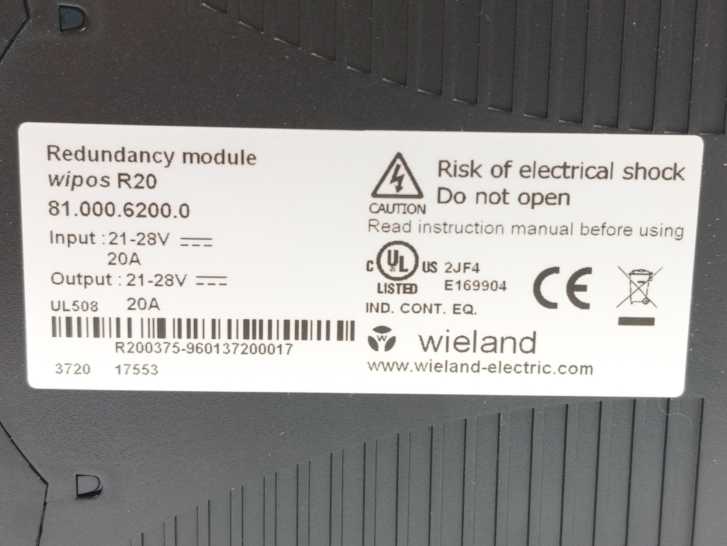 Redundancy module
wipos R20
81.000.6200.0
Input : 21-28V
20A
Output : 21-28V
UL508 20A
R200375-960137200017
3720 17553
Risk of electrical shock
Do not open
CAUTION
Read instruction manual before using
C UL US 2JF4
LISTED E169904
IND. CONT. EQ.
CE
W wieland
www.wieland-electric.com